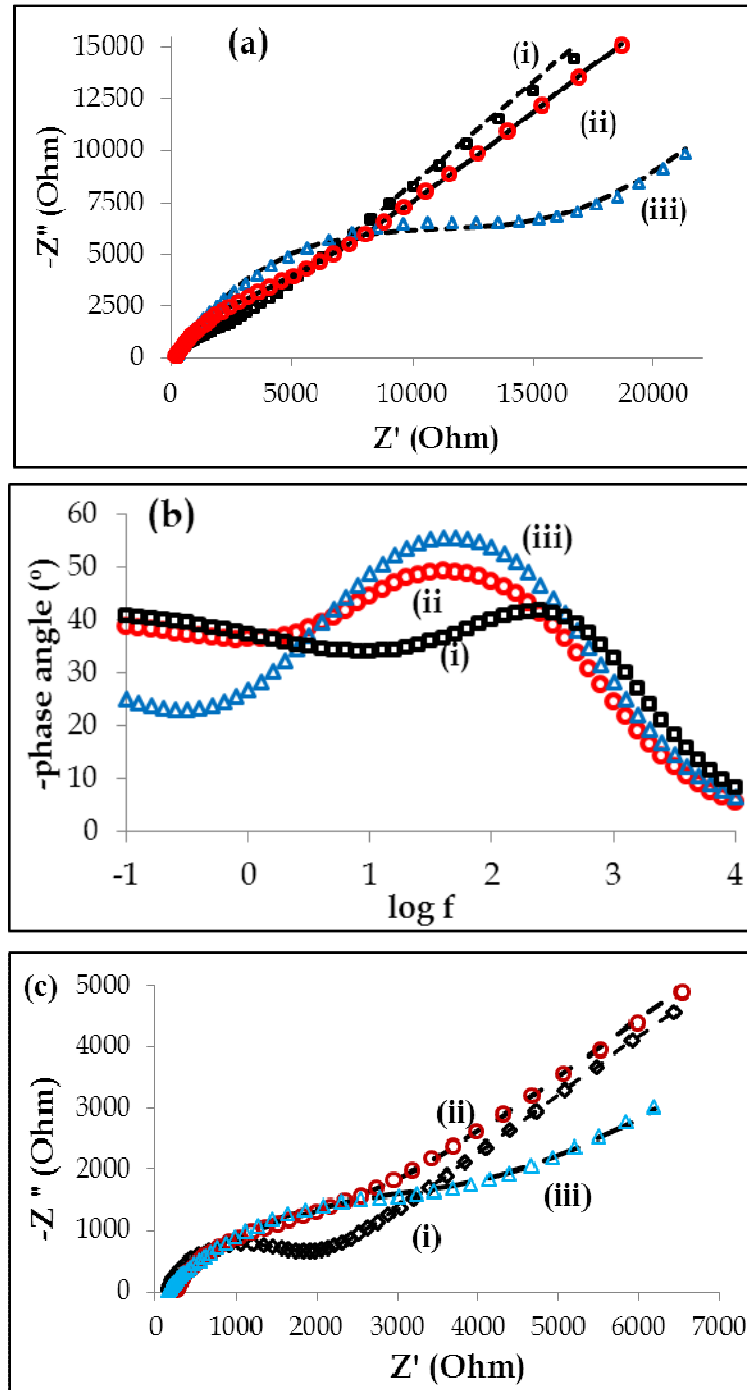 (a)
15000
12500
10000
7500
5000
2500
0
-Z" (Ohm)
(i)
(ii)
(iii)
0
5000
10000
15000
20000
Z' (Ohm)
(b)
60
50
40
30
20
10
0
-phase angle (º)
(iii)
(ii
(i)
-1
0
1
2
3
4
log f
(c)
5000
4000
3000
2000
1000
0
-Z " (Ohm)
(ii)
(i)
(iii)
0
1000
2000
3000
4000
5000
6000
7000
Z' (Ohm)